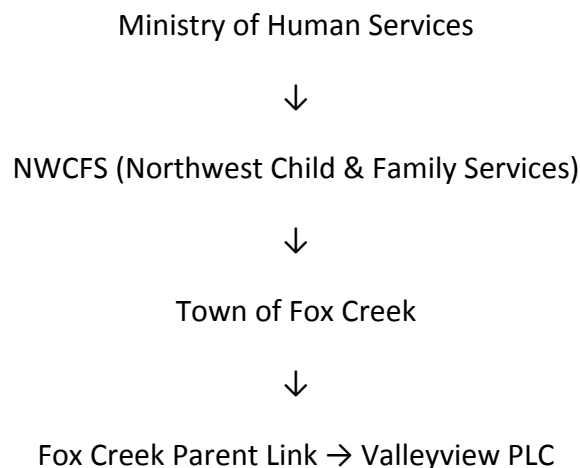 Ministry of Human Services
↓
NWCFS (Northwest Child & Family Services)
↓
Town of Fox Creek
↓
Fox Creek Parent Link → Valleyview PLC